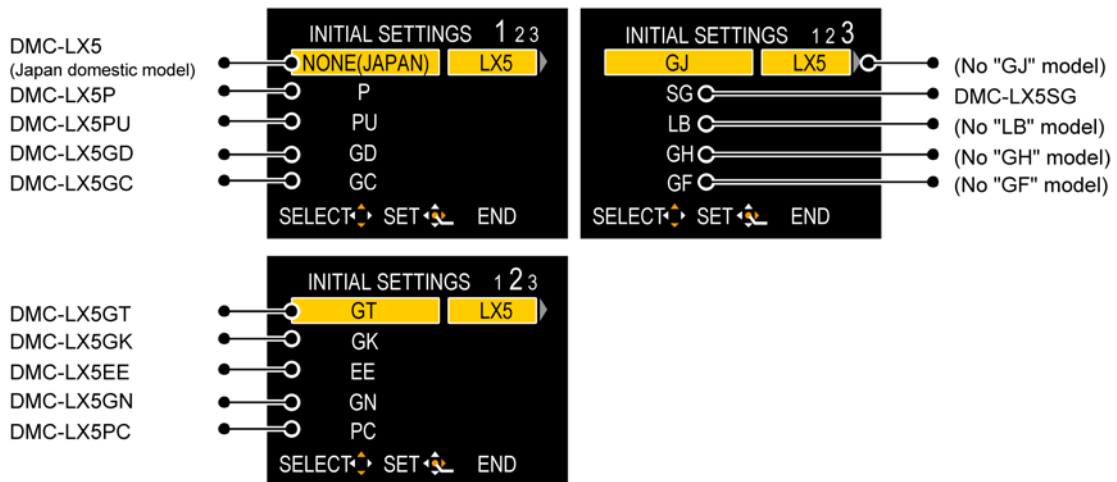 DMC-LX5
(Japan domestic model)
DMC-LX5P
DMC-LX5PU
DMC-LX5GD
DMC-LX5GC
INITIAL SETTINGS 1 2 3
NONE(JAPAN) LX5
P
PU
GD
GC
SELECT SET END
INITIAL SETTINGS 1 2 3
GJ LX5
SG
LB
GH
GF
SELECT SET END
(No "GJ" model)
DMC-LX5SG
(No "LB" model)
(No "GH" model)
(No "GF" model)
DMC-LX5GT
DMC-LX5GK
DMC-LX5EE
DMC-LX5GN
DMC-LX5PC
INITIAL SETTINGS 1 2 3
GT LX5
GK
EE
GN
PC
SELECT SET END